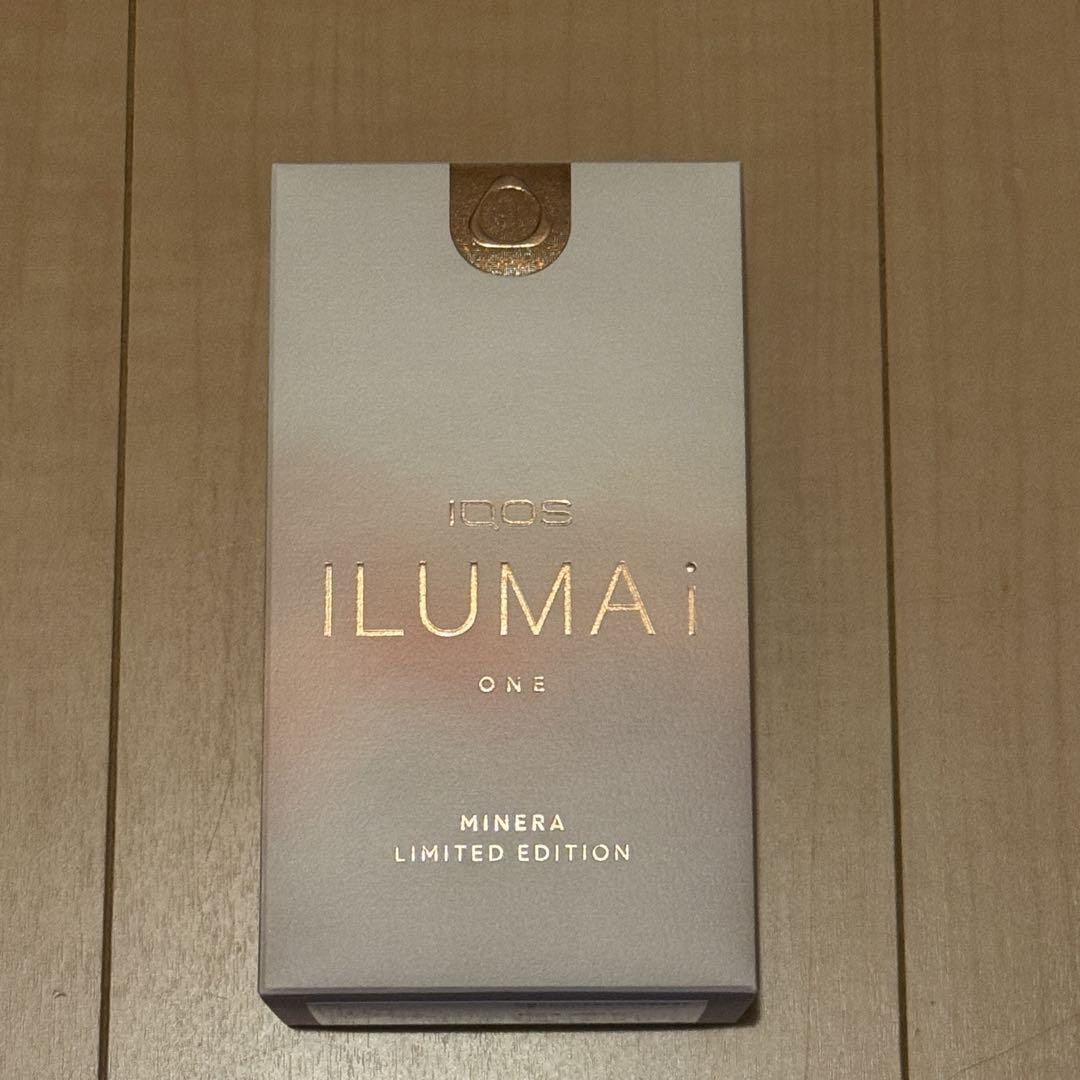 IQOS
ILUMA i
ONE
MINERA
LIMITED EDITION